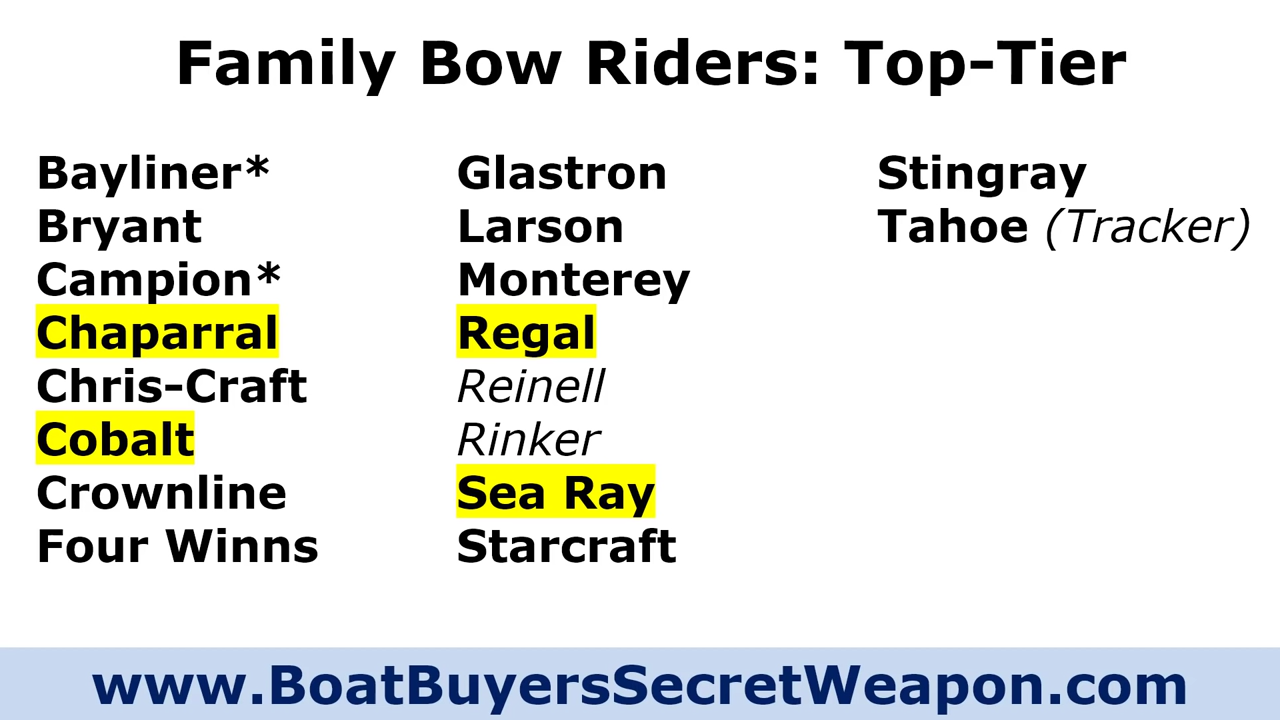 Family Bow Riders: Top-Tier
Bayliner*
Bryant
Campion*
Chaparral
Chris-Craft
Cobalt
Crownline
Four Winns
Glastron
Larson
Monterey
Regal
Reinell
Rinker
Sea Ray
Starcraft
Stingray
Tahoe (Tracker)
www.BoatBuyersSecretWeapon.com